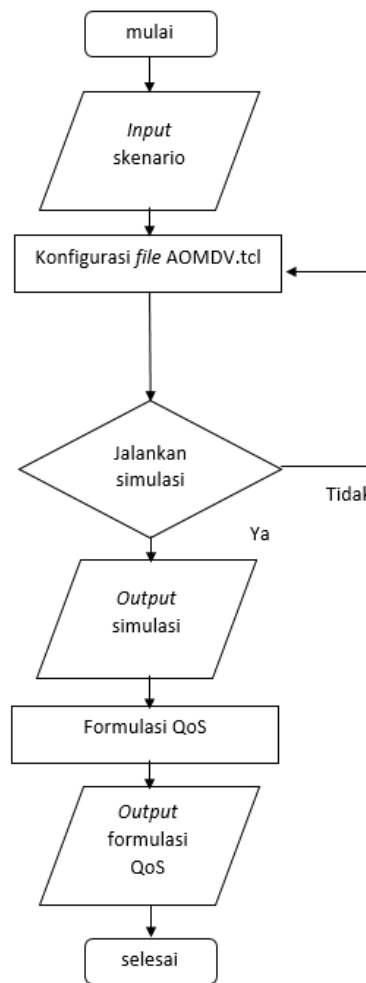 mulai
Input
skenario
Konfigurasi file AOMDV.tcl
Jalankan
simulasi
Tidak
Ya
Output
simulasi
Formulasi QoS
Output
formulasi
QoS
selesai